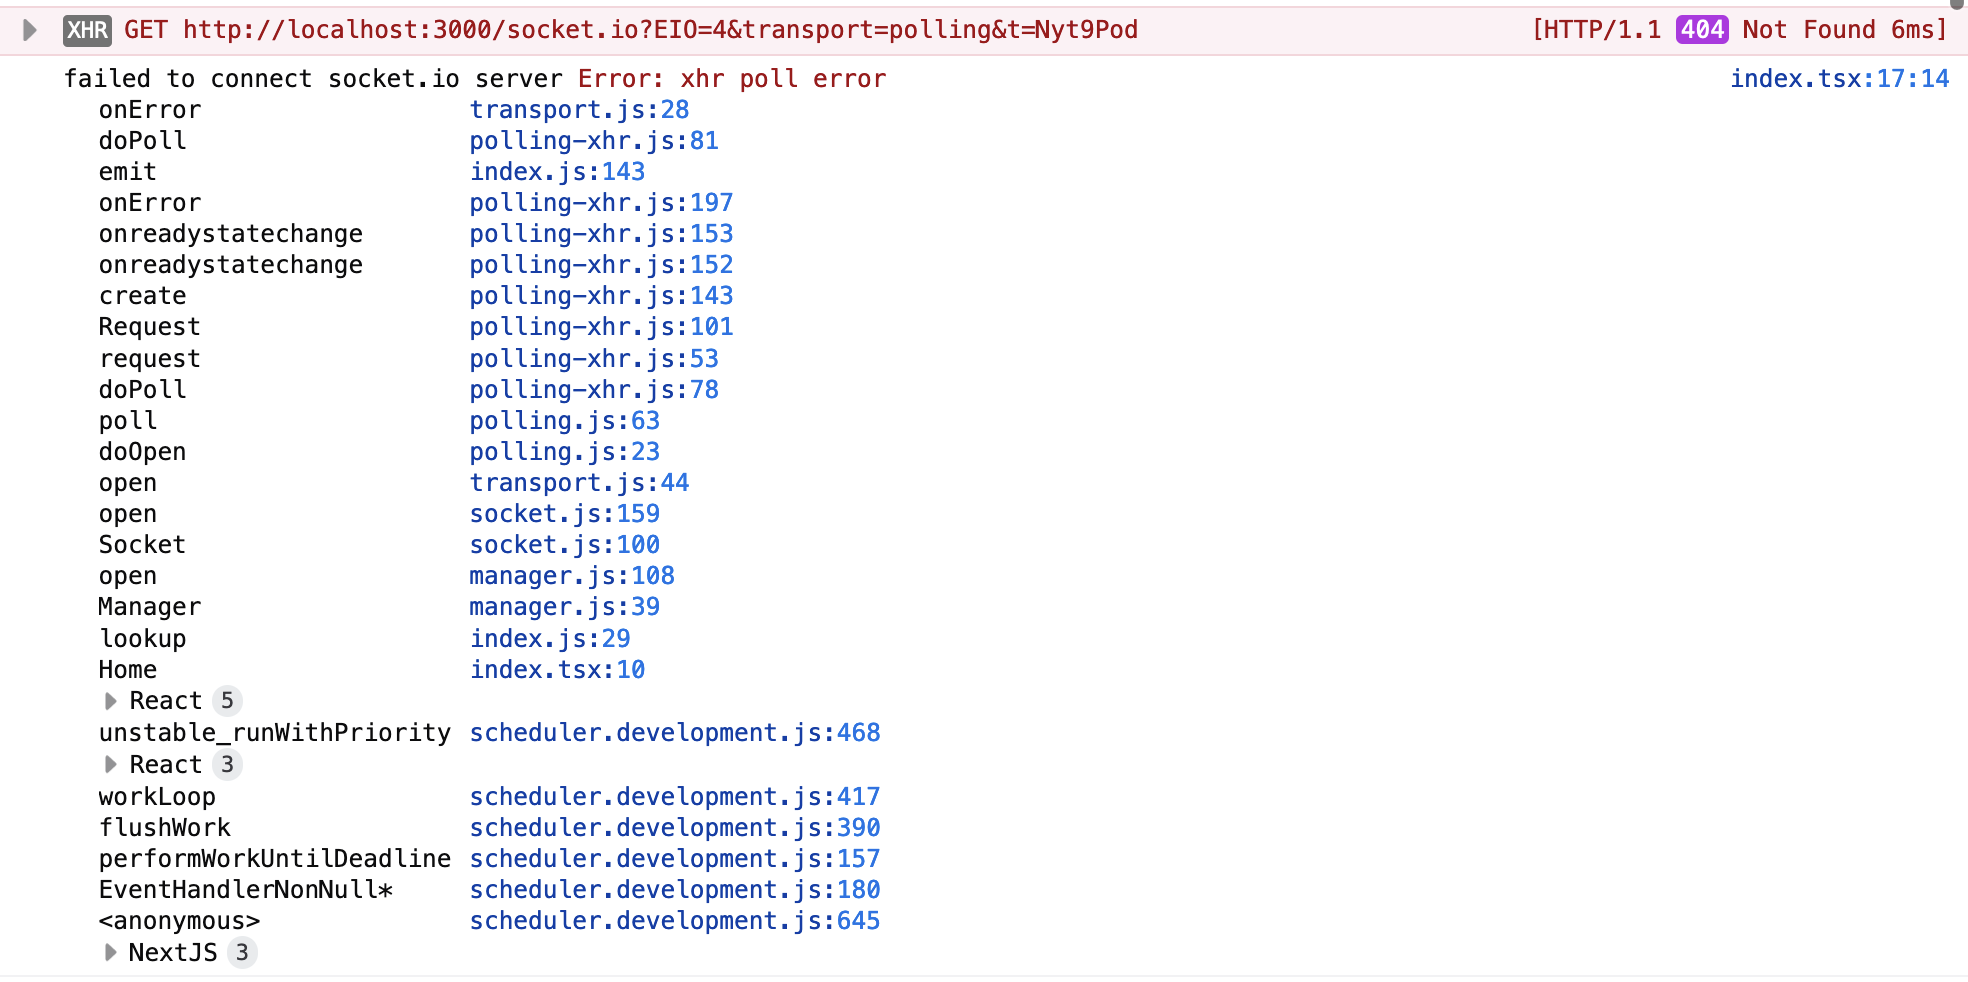 XHR GET http://localhost:3000/socket.io?EIO=4&transport=polling&t=Nyt9Pod [HTTP/1.1 404 Not Found 6ms]
failed to connect socket.io server Error: xhr poll error index.tsx:17:14
onError transport.js:28
doPoll polling-xhr.js:81
emit index.js:143
onError polling-xhr.js:197
onreadystatechange polling-xhr.js:153
onreadystatechange polling-xhr.js:152
create polling-xhr.js:143
Request polling-xhr.js:101
request polling-xhr.js:53
doPoll polling-xhr.js:78
poll polling.js:63
doOpen polling.js:23
open transport.js:44
open socket.js:159
Socket socket.js:100
open manager.js:108
Manager manager.js:39
lookup index.js:29
Home index.tsx:10
React 5
unstable_runWithPriority scheduler.development.js:468
React 3
workLoop scheduler.development.js:417
flushWork scheduler.development.js:390
performWorkUntilDeadline scheduler.development.js:157
EventHandlerNonNull* scheduler.development.js:180
<anonymous> scheduler.development.js:645
NextJS 3